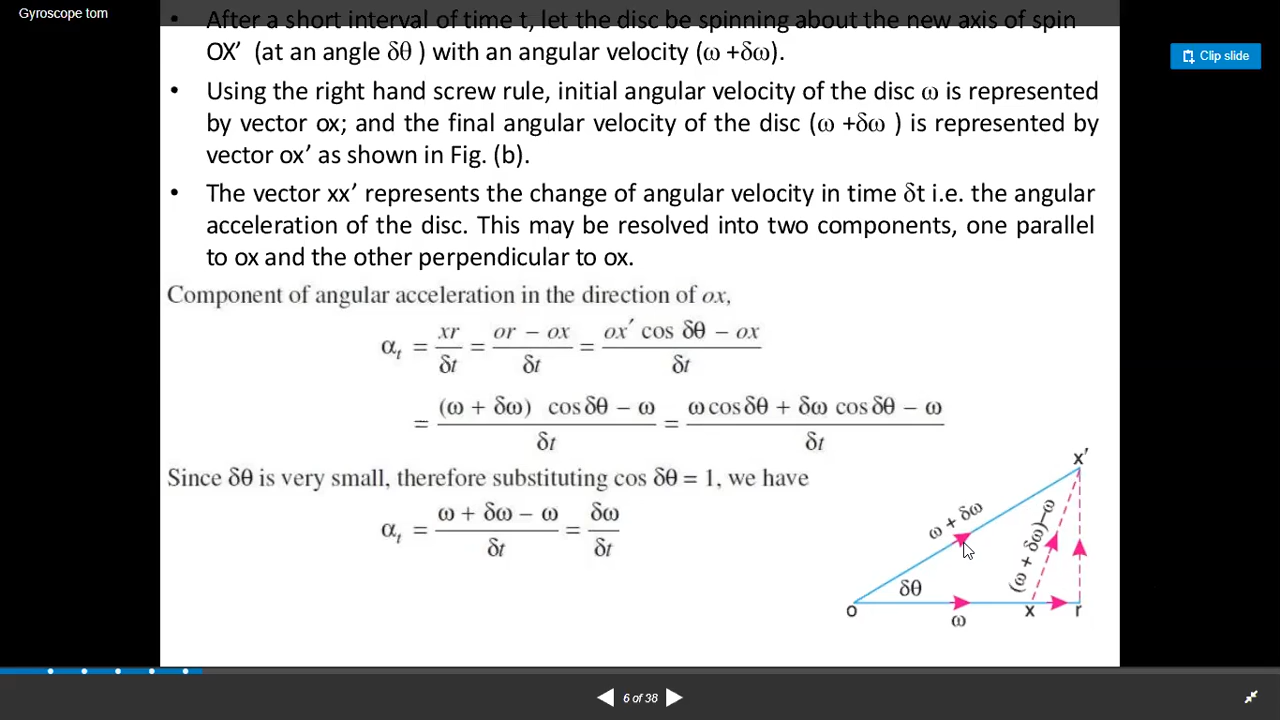 Gyroscope tom
• After a short interval of time t, let the disc be spinning about the new axis of spin
OX’ (at an angle δθ ) with an angular velocity (ω +δω).
Clip slide
• Using the right hand screw rule, initial angular velocity of the disc ω is represented
by vector ox; and the final angular velocity of the disc (ω +δω ) is represented by
vector ox’ as shown in Fig. (b).
• The vector xx’ represents the change of angular velocity in time δt i.e. the angular
acceleration of the disc. This may be resolved into two components, one parallel
to ox and the other perpendicular to ox.
Component of angular acceleration in the direction of ox,
αt = xr/δt = (or − ox)/δt = (ox′ cos δθ − ox)/δt
= ((ω + δω) cos δθ − ω)/δt = (ω cos δθ + δω cos δθ − ω)/δt
Since δθ is very small, therefore substituting cos δθ = 1, we have
αt = (ω + δω − ω)/δt = δω/δt
x′
ω + δω
(ω + δω)−ω
δθ
o
x
r
ω
6 of 38